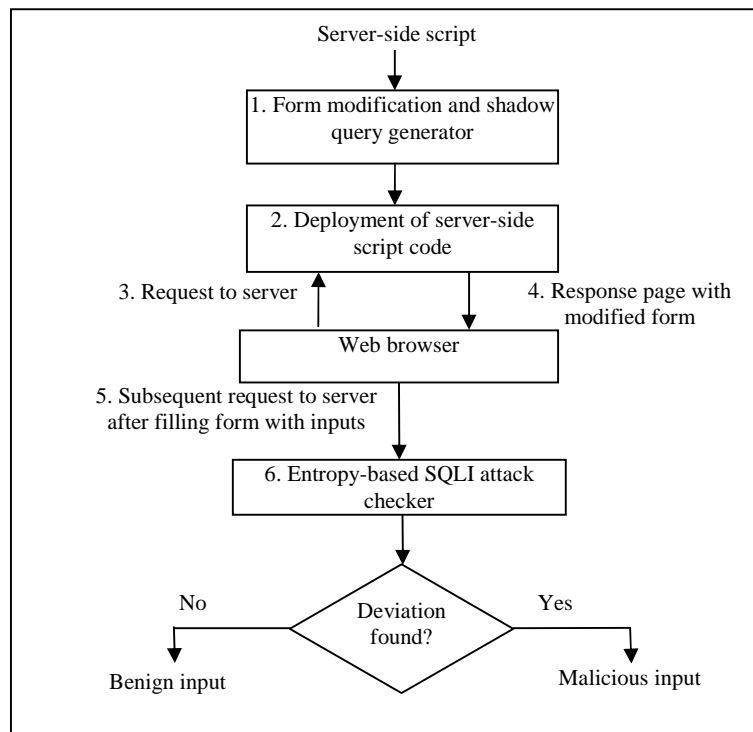 Server-side script
1. Form modification and shadow
query generator
2. Deployment of server-side
script code
3. Request to server
4. Response page with
modified form
Web browser
5. Subsequent request to server
after filling form with inputs
6. Entropy-based SQLI attack
checker
Deviation
found?
No
Yes
Benign input
Malicious input